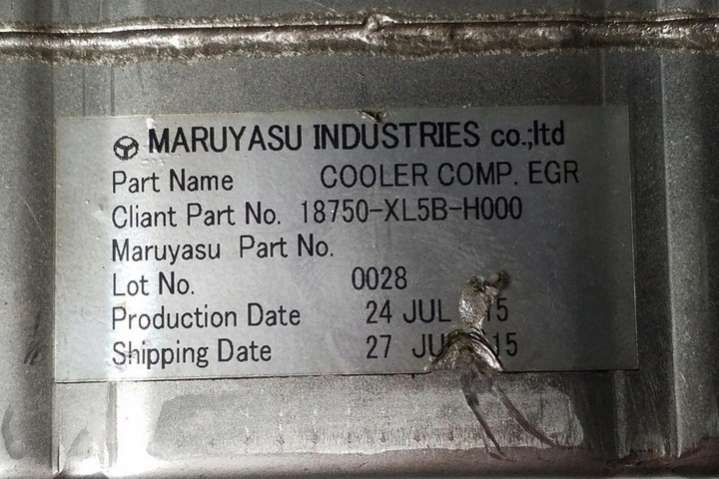 MARUYASU INDUSTRIES co.;ltd
Part Name COOLER COMP. EGR
Cliant Part No. 18750-XL5B-H000
Maruyasu Part No.
Lot No. 0028
Production Date 24 JUL 15
Shipping Date 27 15